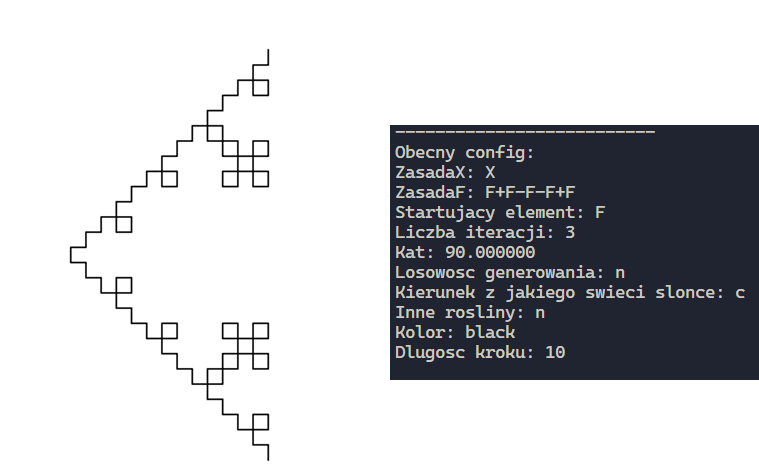 --------------------------
Obecny config:
ZasadaX: X
ZasadaF: F+F-F-F+F
Startujacy element: F
Liczba iteracji: 3
Kat: 90.000000
Losowosc generowania: n
Kierunek z jakiego swieci slonce: c
Inne rosliny: n
Kolor: black
Dlugosc kroku: 10